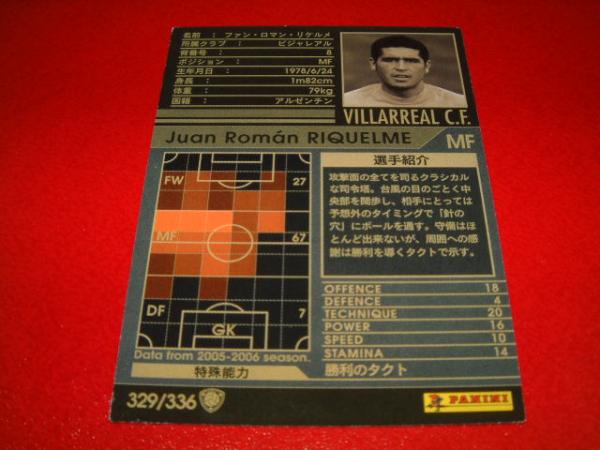 名前 : ファン・ロマン・リケルメ
所属クラブ : ビジャレアル
背番号 : 8
ポジション : MF
生年月日 : 1978/6/24
身長 : 1m82cm
体重 : 79kg
国籍 : アルゼンチン
VILLARREAL C.F.
Juan Román RIQUELME
MF
FW 27
MF 67
DF 7
GK
Data from 2005-2006 season.
選手紹介
攻撃面の全てを司るクラシカル
な司令塔。台風の目のごとく中
央部を闊歩し、相手にとっては
予想外のタイミングで「針の
穴」にボールを通す。守備はほ
とんど出来ないが、周囲への感
謝は勝利を導くタクトで示す。
OFFENCE 18
DEFENCE 4
TECHNIQUE 20
POWER 16
SPEED 10
STAMINA 14
特殊能力
勝利のタクト
329/336
PANINI